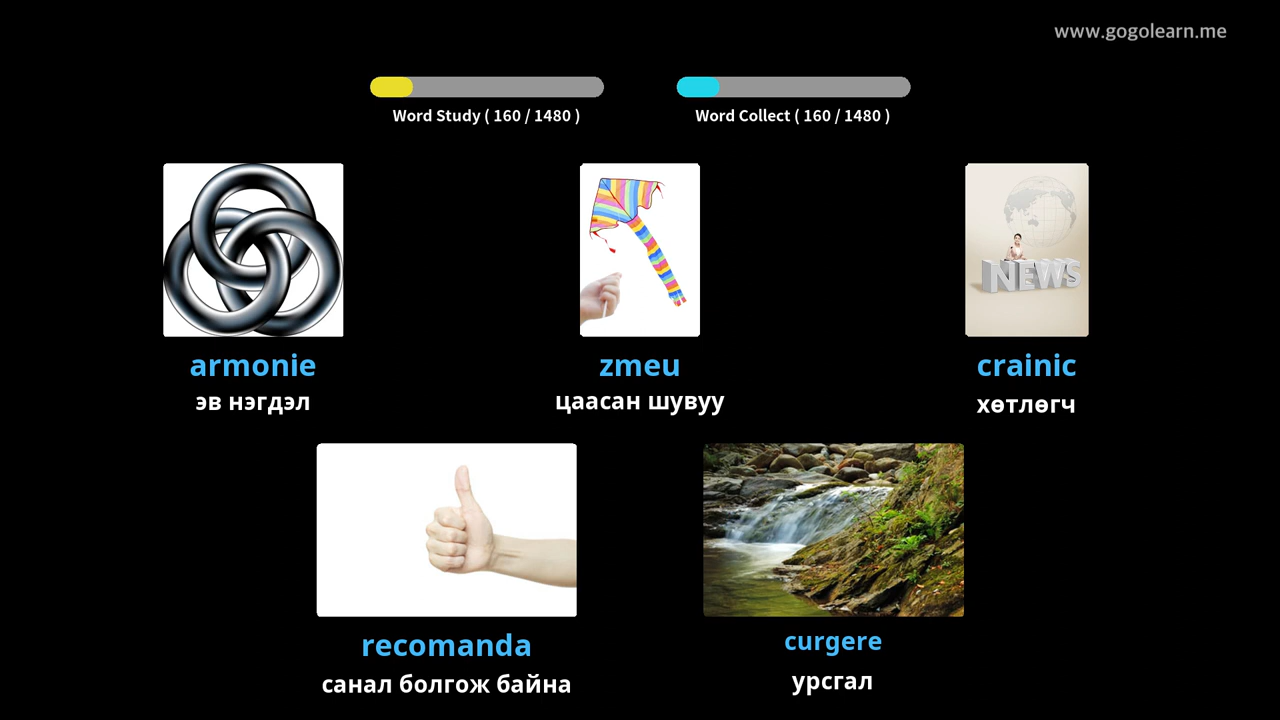 www.gogolearn.me
Word Study ( 160 / 1480 )
Word Collect ( 160 / 1480 )
NEWS
armonie
эв нэгдэл
zmeu
цаасан шувуу
crainic
хөтлөгч
recomanda
санал болгож байна
curgere
урсгал